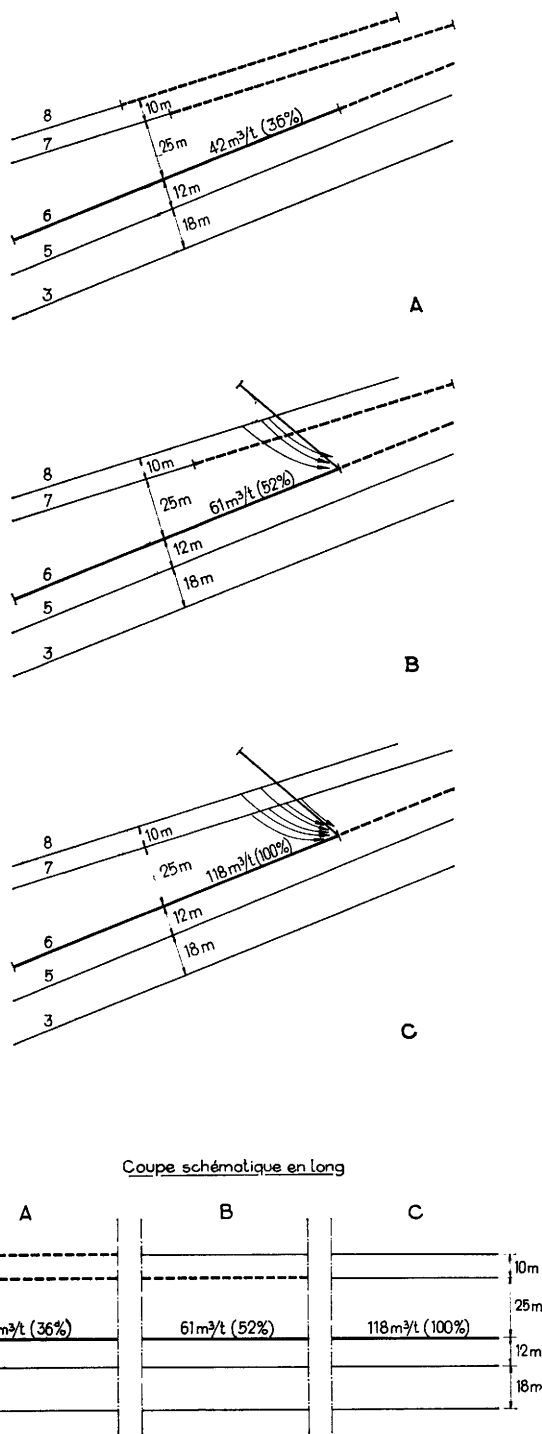 8
10m
7
25m
42m³/t (36%)
12m
6
18m
5
3
A
8
10m
7
25m
61m³/t (52%)
12m
6
18m
5
3
B
8
10m
7
25m
118m³/t (100%)
12m
6
18m
5
3
C
Coupe schématique en long
A B C
10m
25m
m³/t (36%) 61m³/t (52%) 118m³/t (100%)
12m
18m